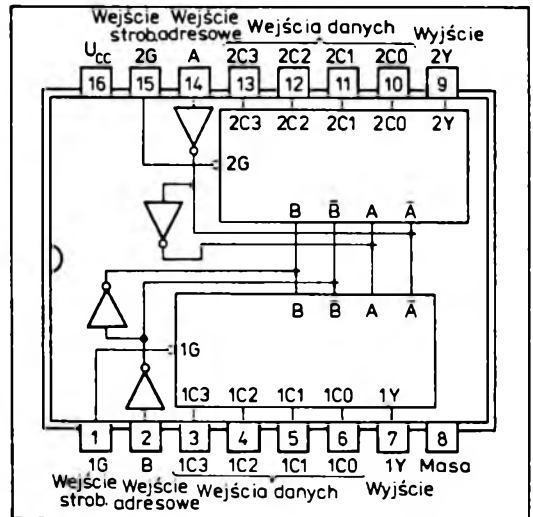 Wejście Wejście
strob. adresowe Wejścia danych Wyjście
UCC 2G A 2C3 2C2 2C1 2C0 2Y
16 15 14 13 12 11 10 9
2C3 2C2 2C1 2C0 2Y
2G
B B̅ A A̅
B B̅ A A̅
1G
1C3 1C2 1C1 1C0 1Y
1 2 3 4 5 6 7 8
1G B 1C3 1C2 1C1 1C0 1Y Masa
Wejście Wejście Wejścia danych Wyjście
strob. adresowe